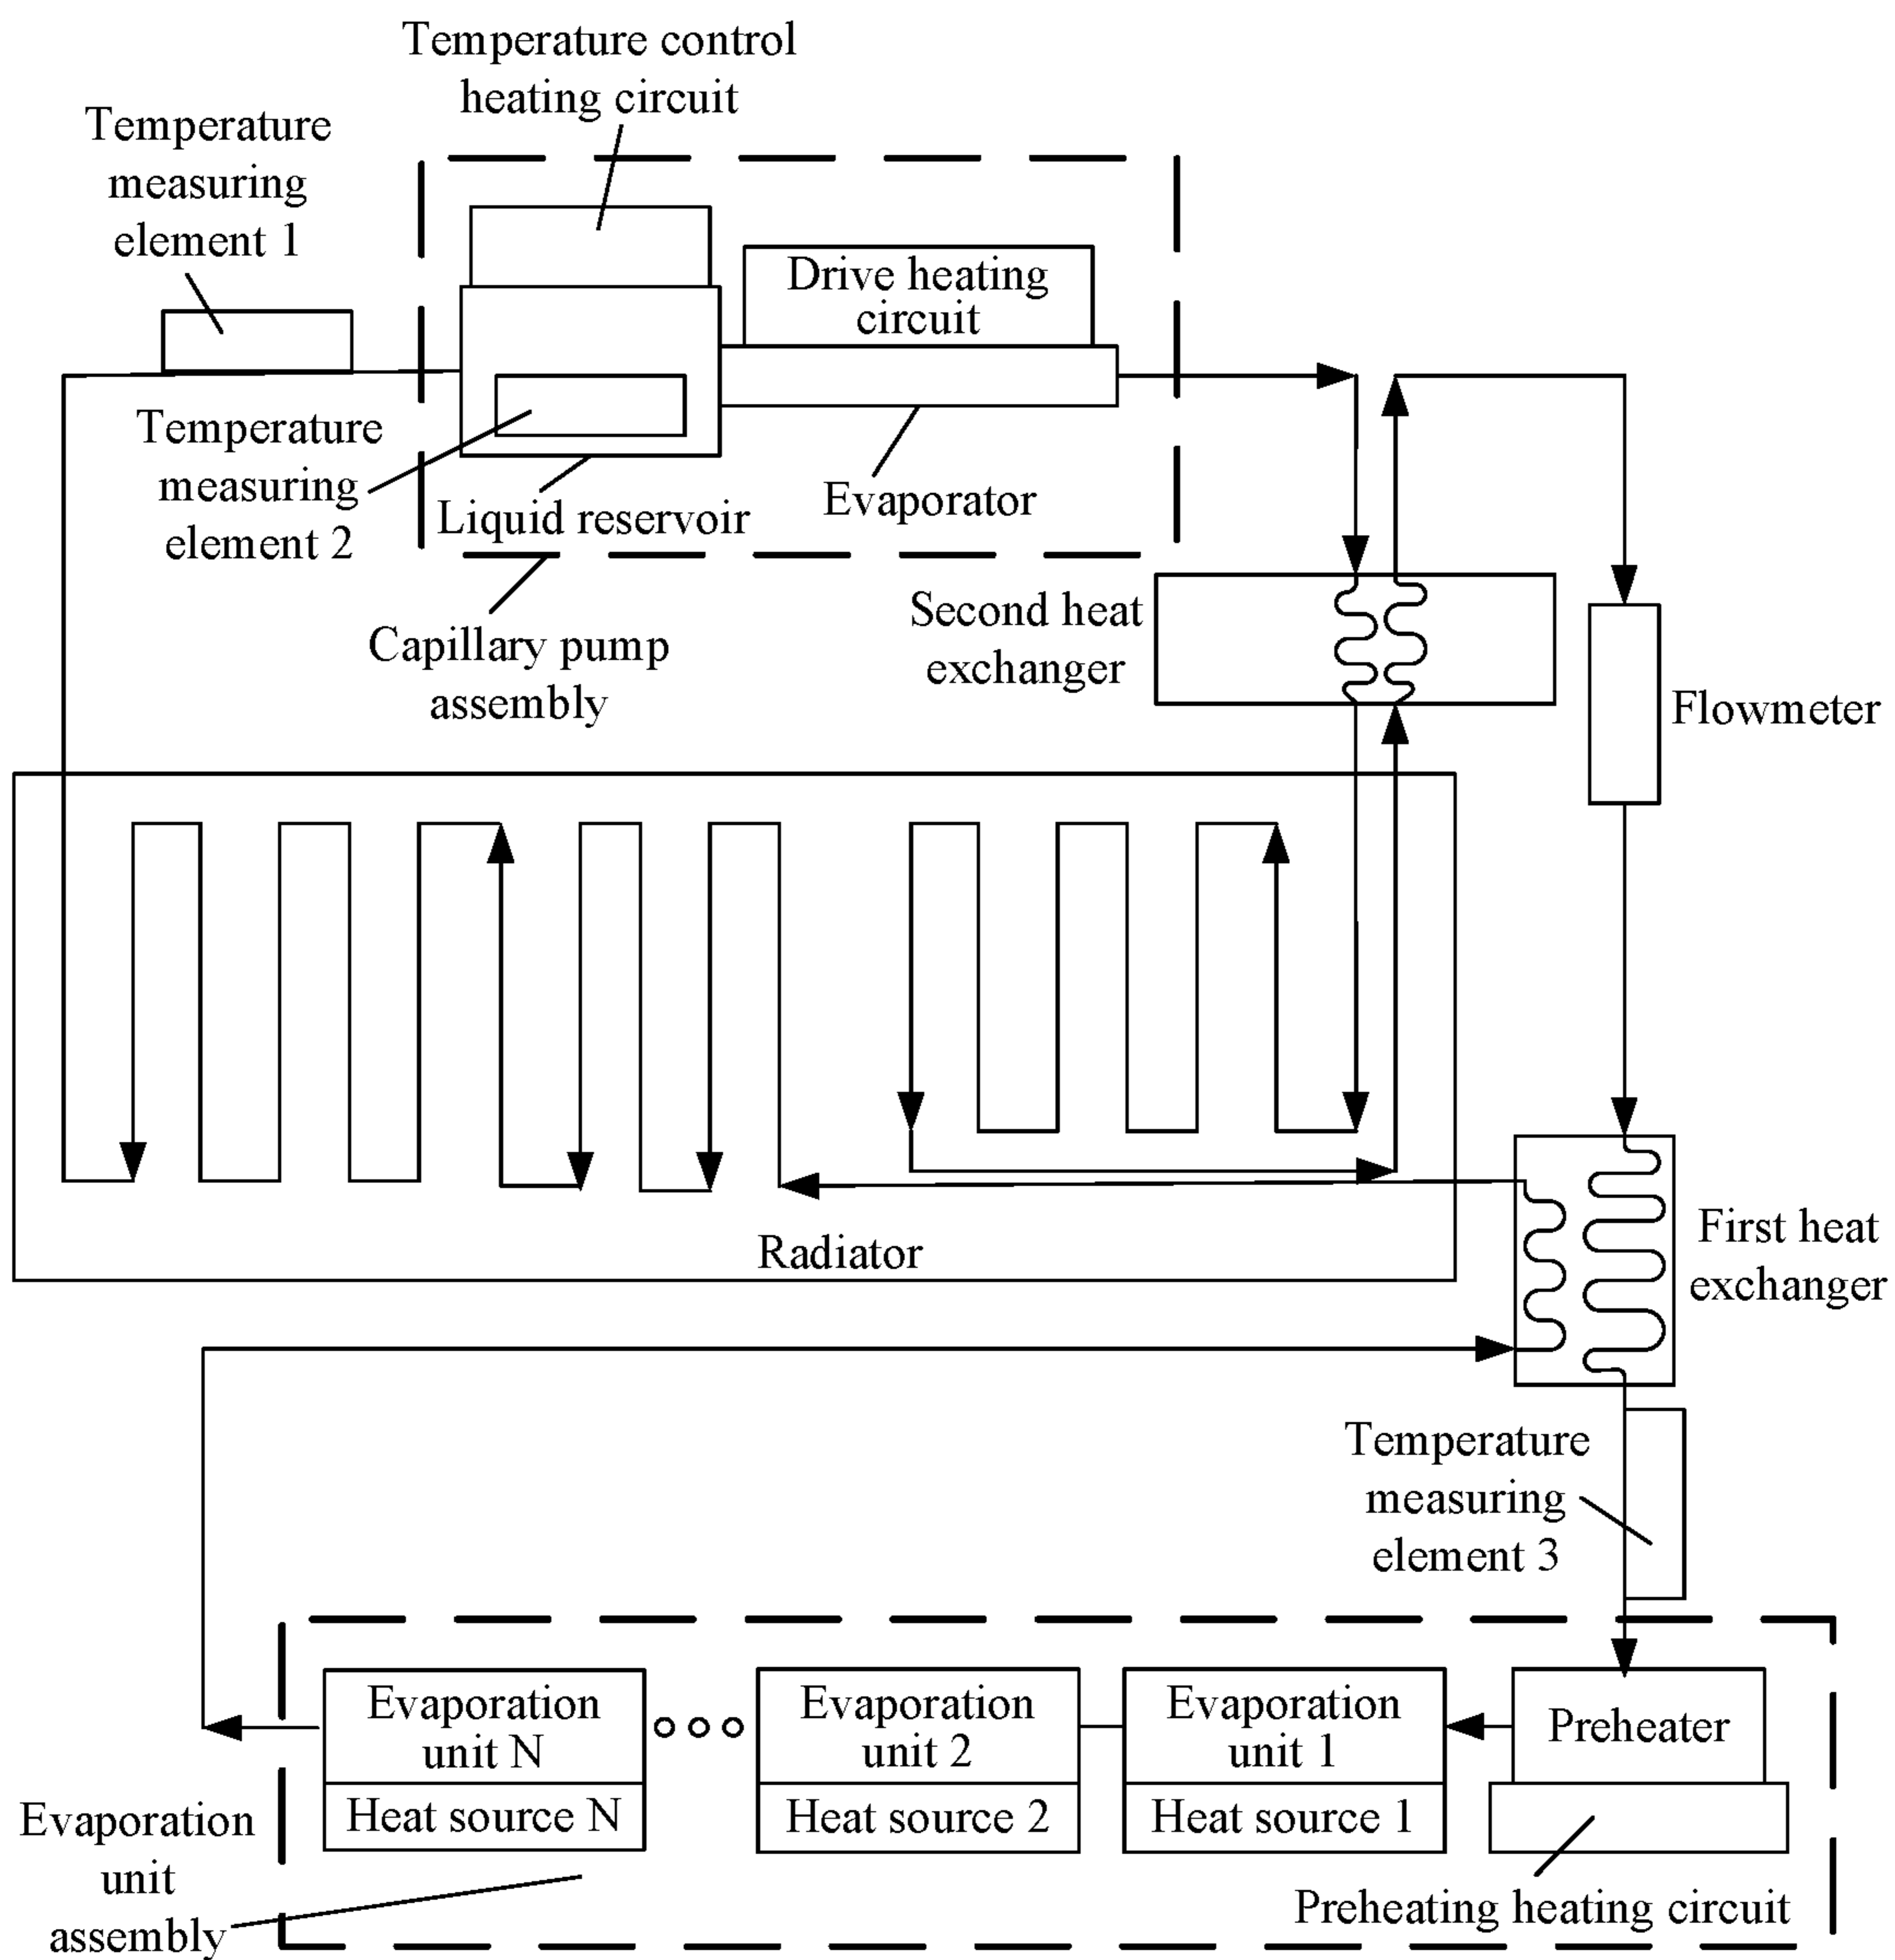 Temperature control
heating circuit
Temperature
measuring
element 1
Drive heating
circuit
Temperature
measuring
element 2
Liquid reservoir
Evaporator
Capillary pump
assembly
Second heat
exchanger
Flowmeter
Radiator
First heat
exchanger
Temperature
measuring
element 3
Evaporation
unit N
Heat source N
Evaporation
unit 2
Heat source 2
Evaporation
unit 1
Heat source 1
Preheater
Evaporation
unit
assembly
Preheating heating circuit